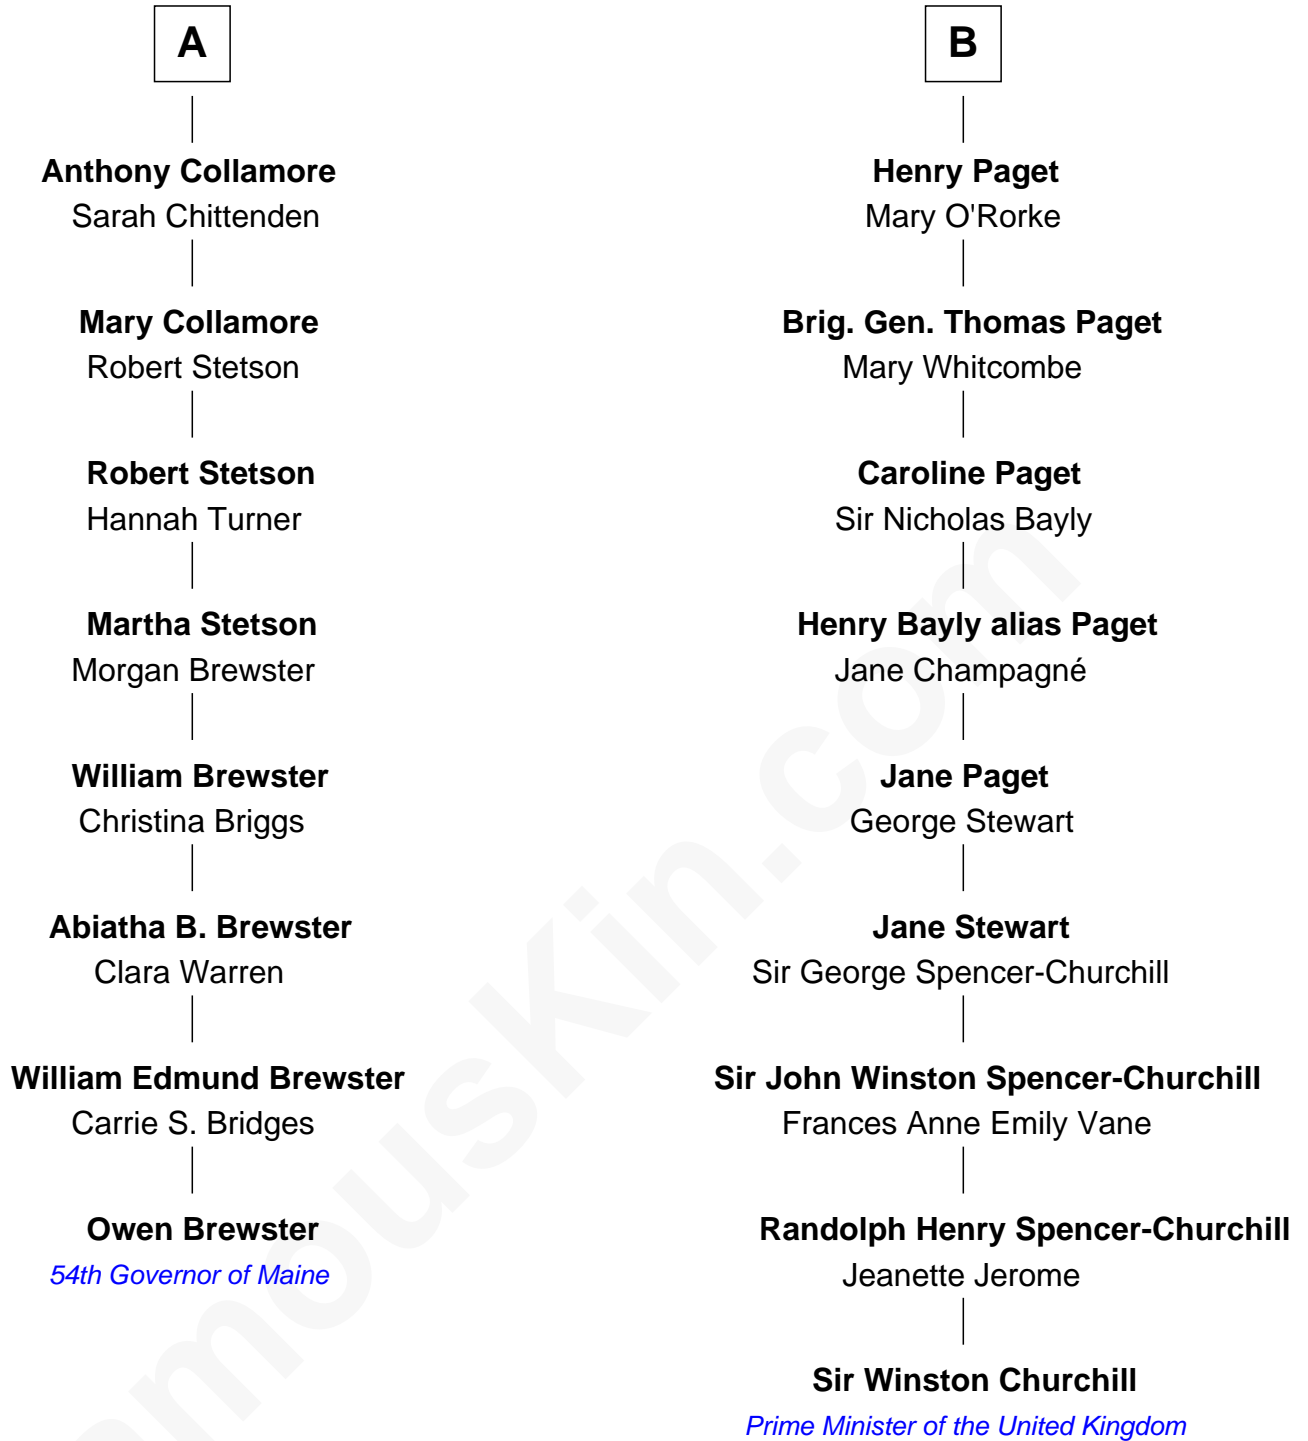 A
Anthony Collamore
Sarah Chittenden
Mary Collamore
Robert Stetson
Robert Stetson
Hannah Turner
Martha Stetson
Morgan Brewster
William Brewster
Christina Briggs
Abiatha B. Brewster
Clara Warren
William Edmund Brewster
Carrie S. Bridges
Owen Brewster
54th Governor of Maine
B
Henry Paget
Mary O'Rorke
Brig. Gen. Thomas Paget
Mary Whitcombe
Caroline Paget
Sir Nicholas Bayly
Henry Bayly alias Paget
Jane Champagné
Jane Paget
George Stewart
Jane Stewart
Sir George Spencer-Churchill
Sir John Winston Spencer-Churchill
Frances Anne Emily Vane
Randolph Henry Spencer-Churchill
Jeanette Jerome
Sir Winston Churchill
Prime Minister of the United Kingdom
amousKin.com